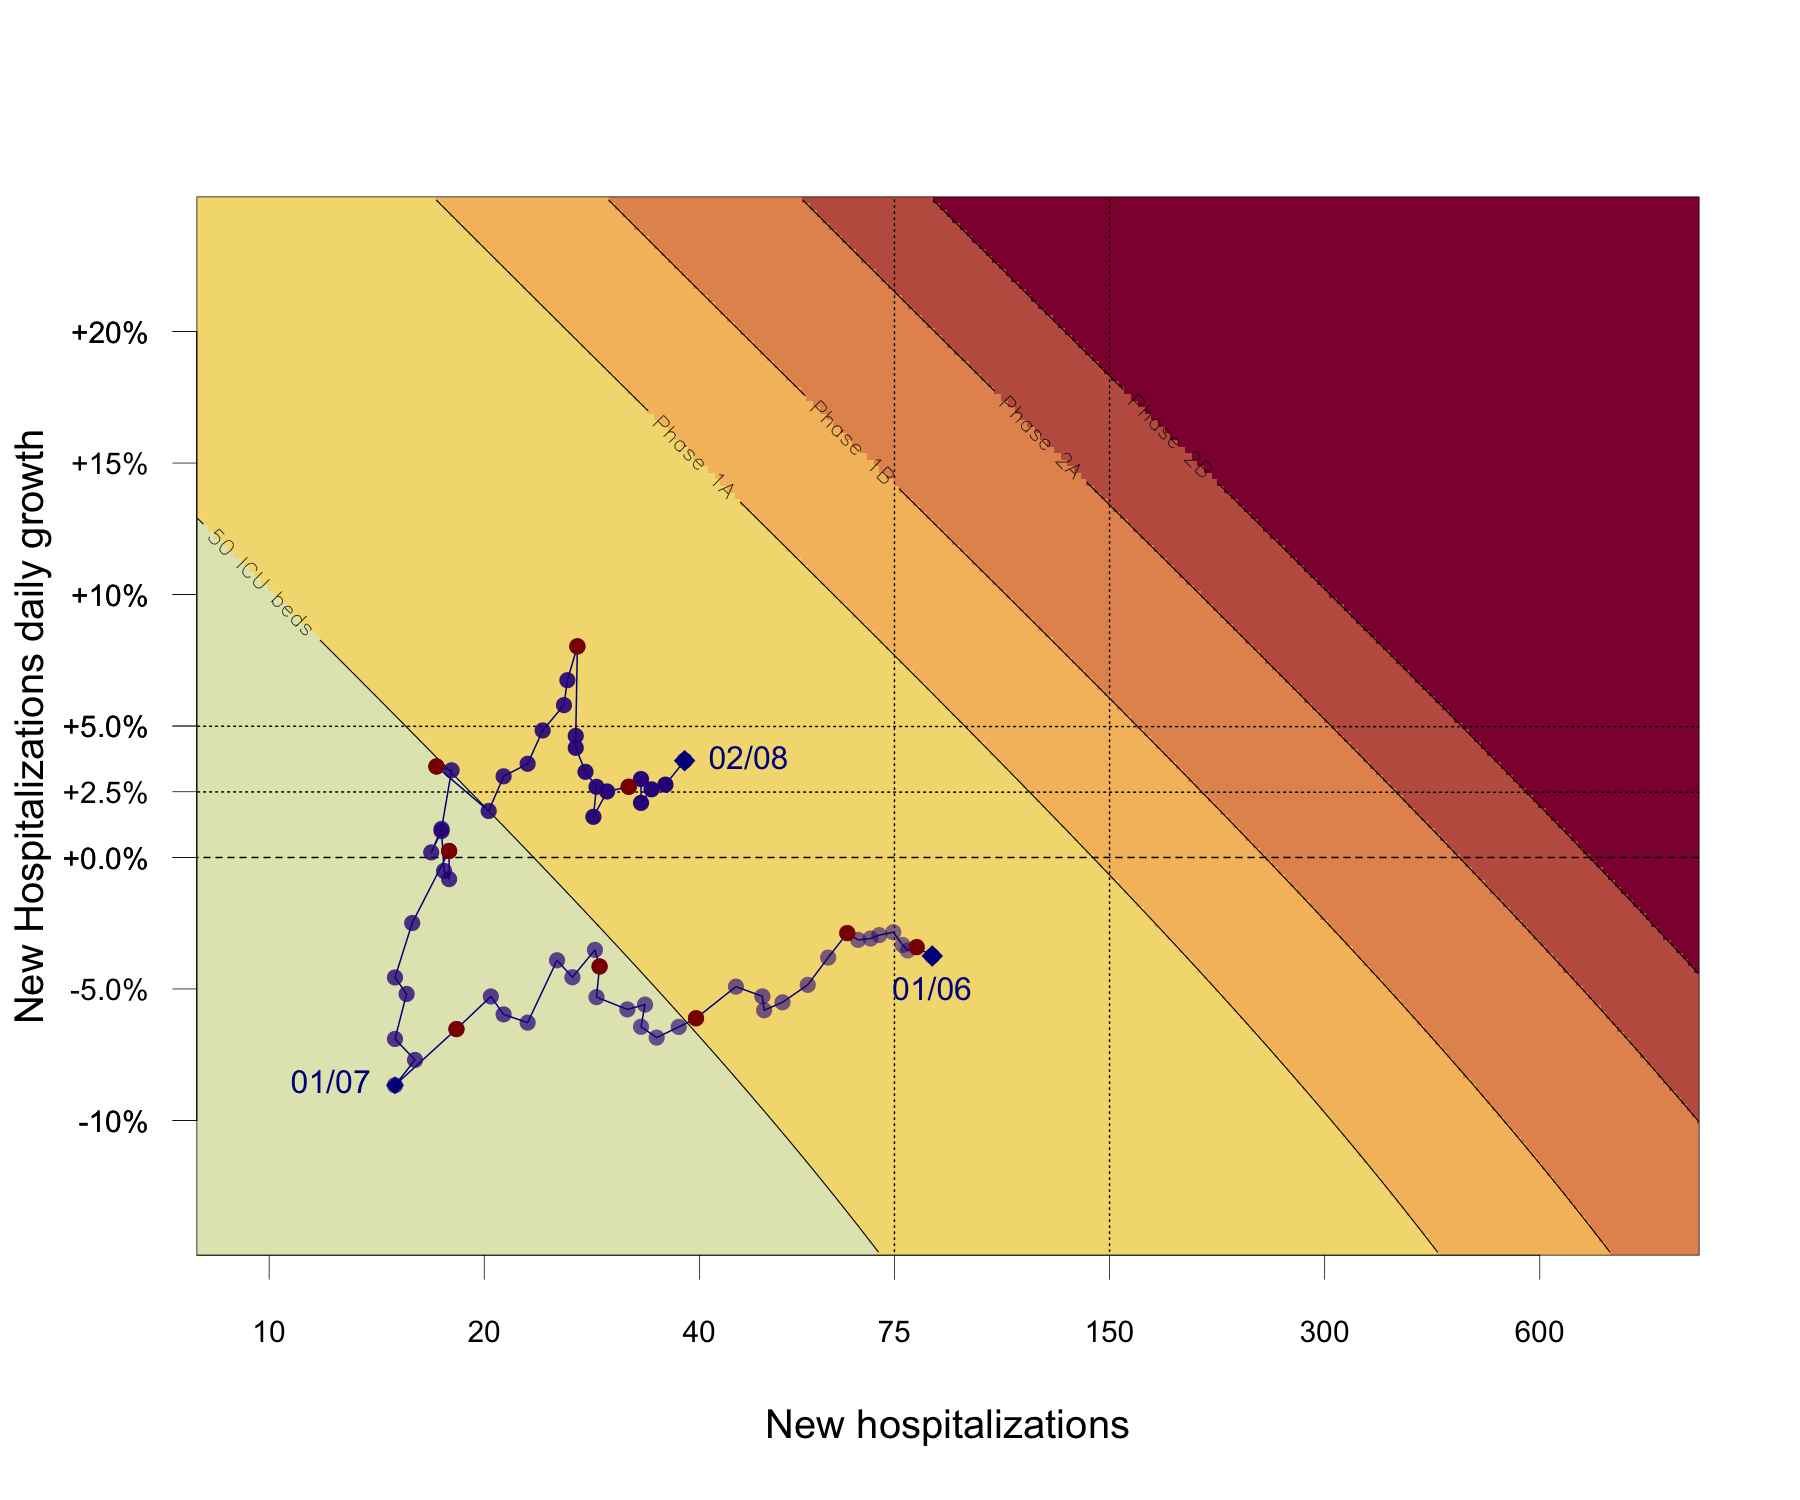 New Hospitalizations daily growth
+20%
+15%
+10%
+5.0%
+2.5%
+0.0%
-5.0%
-10%
50 ICU beds
Phase 1A
Phase 1B
Phase 2A
Phase 2B
02/08
01/06
01/07
10 20 40 75 150 300 600
New hospitalizations